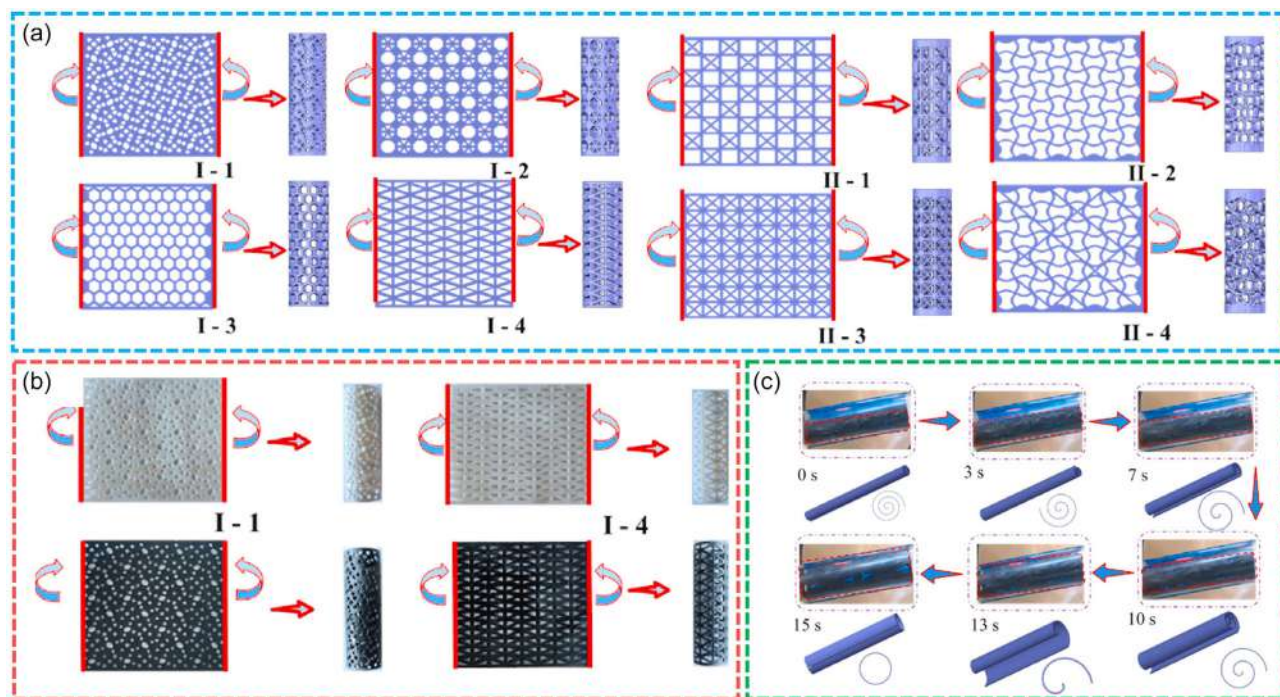 (a)
I - 1
I - 2
II - 1
II - 2
I - 3
I - 4
II - 3
II - 4
(b)
I - 1
I - 4
(c)
0 s
3 s
7 s
15 s
13 s
10 s